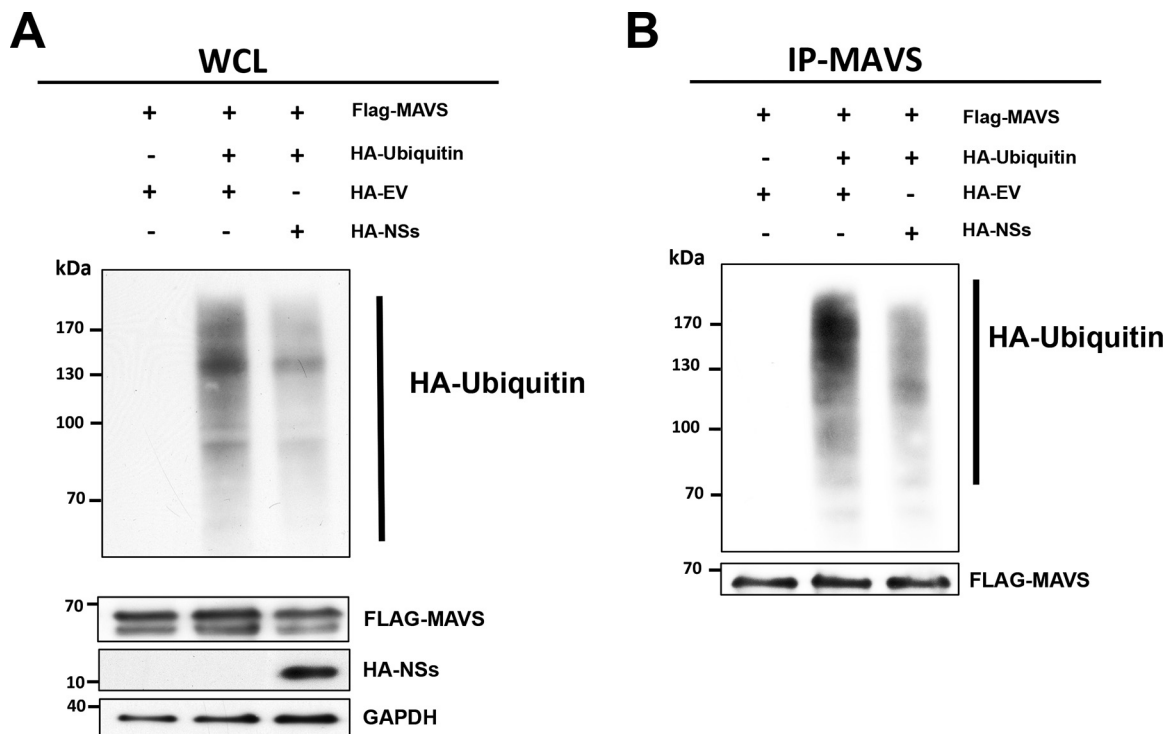 A
WCL
+ + + Flag-MAVS
- + + HA-Ubiquitin
+ + - HA-EV
- - + HA-NSs
kDa
170
130
100
70
HA-Ubiquitin
70
FLAG-MAVS
HA-NSs
10
40
GAPDH
B
IP-MAVS
+ + + Flag-MAVS
- + + HA-Ubiquitin
+ + - HA-EV
- - + HA-NSs
kDa
170
130
100
70
HA-Ubiquitin
70
FLAG-MAVS